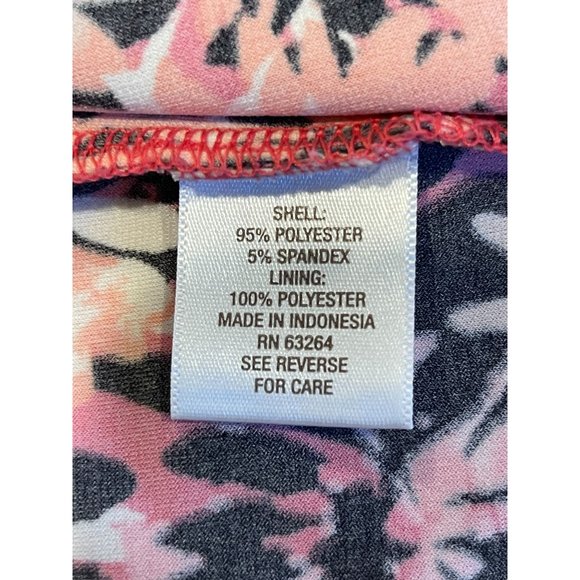 SHELL:
95% POLYESTER
5% SPANDEX
LINING:
100% POLYESTER
MADE IN INDONESIA
RN 63264
SEE REVERSE
FOR CARE